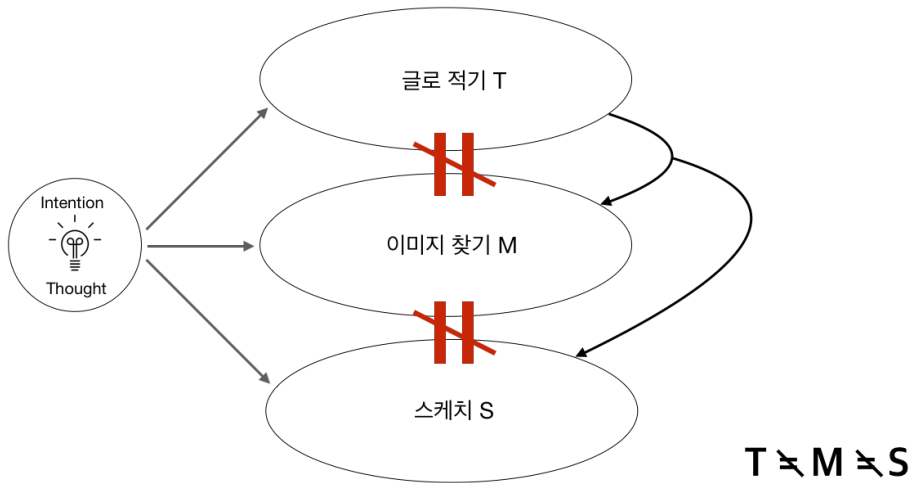 글로 적기 T
Intention
이미지 찾기 M
Thought
스케치 S
T ≠ M ≠ S